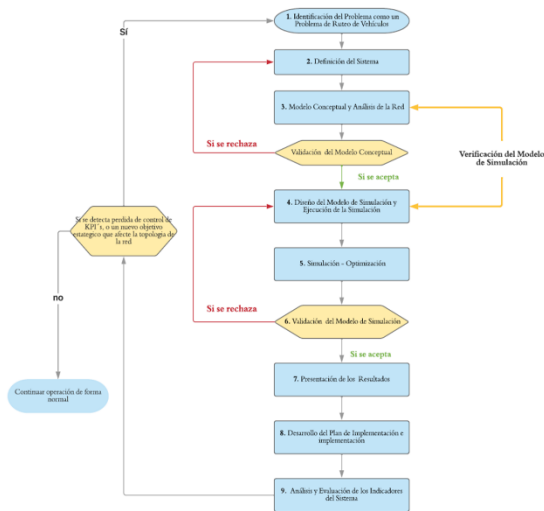 1. Identificación del Problema como un
Problema de Ruteo de Vehículos
Sí
2. Definición del Sistema
3. Modelo Conceptual y Análisis de la Red
Si se rechaza
Validación del Modelo Conceptual
Verificación del Modelo
de Simulación
Si se acepta
4. Diseño del Modelo de Simulación y
Ejecución de la Simulación
Si se detecta perdida de control de
KPI´s, o un nuevo objetivo
estategico que afecte la topologia de
la red
5. Simulación – Optimización
no
Si se rechaza
6. Validación del Modelo de Simulación
Si se acepta
7. Presentación de los Resultados
Continuar operación de forma
normal
8. Desarrollo del Plan de Implementación e
implementación
9. Análisis y Evaluación de los Indicadores
del Sistema